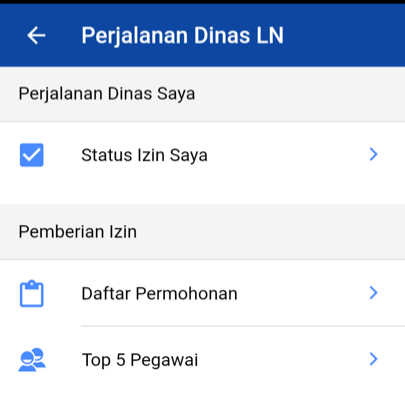 Perjalanan Dinas LN
Perjalanan Dinas Saya
Status Izin Saya
Pemberian Izin
Daftar Permohonan
Top 5 Pegawai